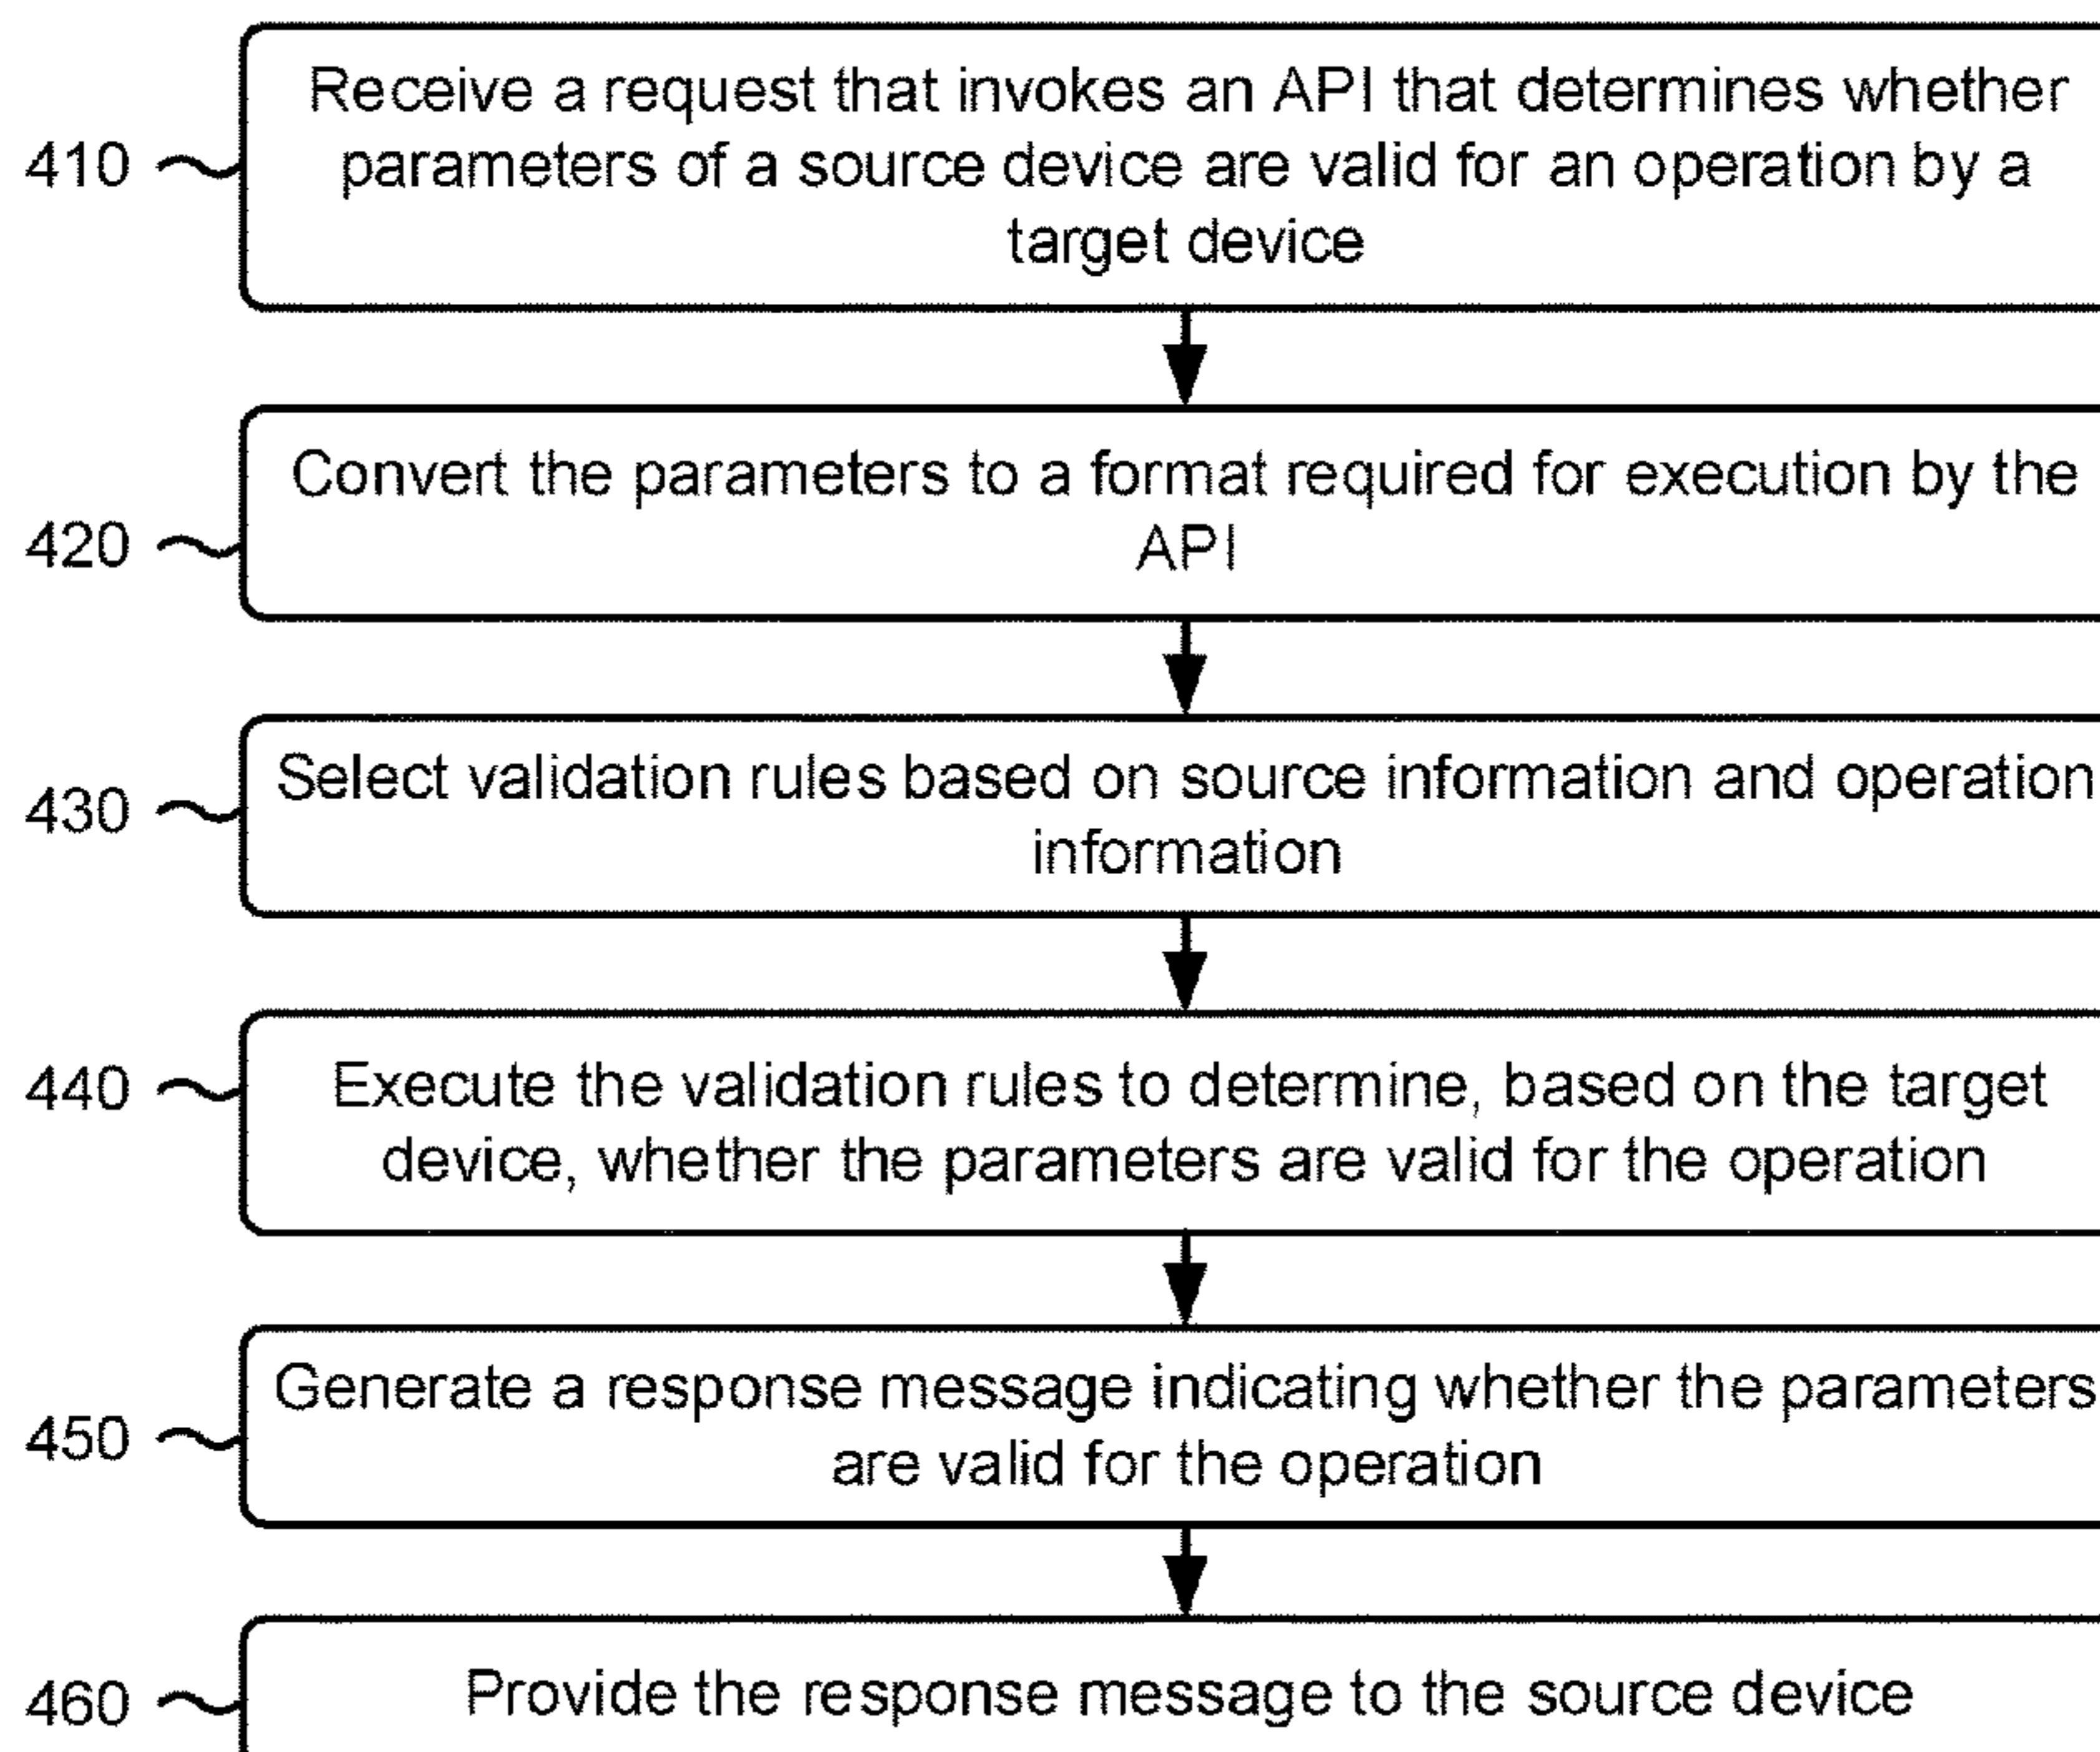 Receive a request that invokes an API that determines whether
410
parameters of a source device are valid for an operation by a
target device
Convert the parameters to a format required for execution by the
420
API
Select validation rules based on source information and operation
430
information
440
Execute the validation rules to determine, based on the target
device, whether the parameters are valid for the operation
Generate a response message indicating whether the parameters
450
are valid for the operation
460
Provide the response message to the source device